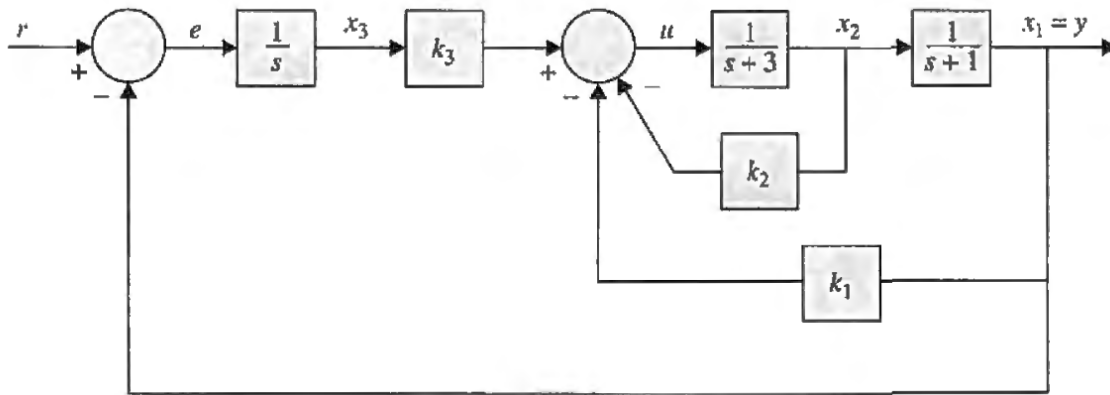 r
+
−
e
1
s
x₃
k₃
+
−
−
u
1
s + 3
x₂
1
s + 1
x₁ = y
k₂
k₁